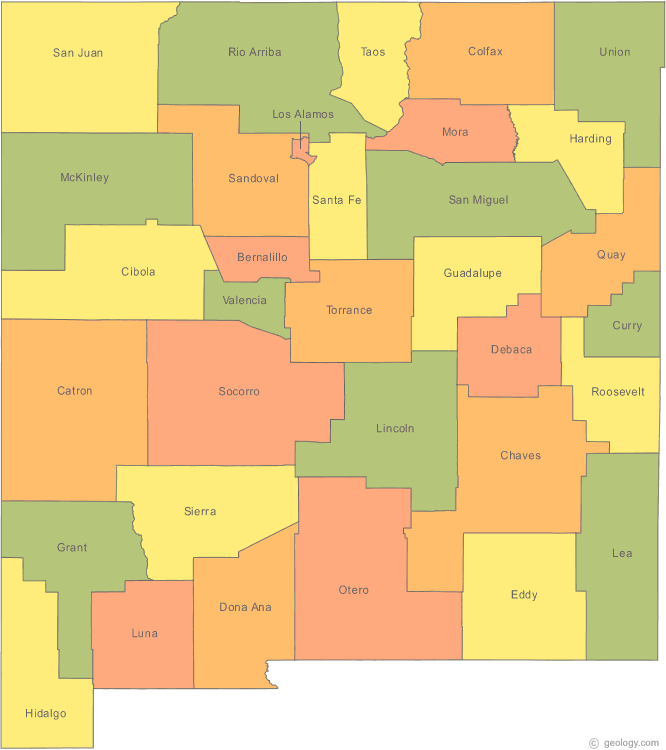 San Juan
Rio Arriba
Taos
Colfax
Union
Los Alamos
Mora
Harding
McKinley
Sandoval
Santa Fe
San Miguel
Cibola
Bernalillo
Quay
Guadalupe
Valencia
Torrance
Curry
Debaca
Catron
Socorro
Roosevelt
Lincoln
Chaves
Sierra
Grant
Lea
Otero
Eddy
Dona Ana
Luna
Hidalgo
© geology.com